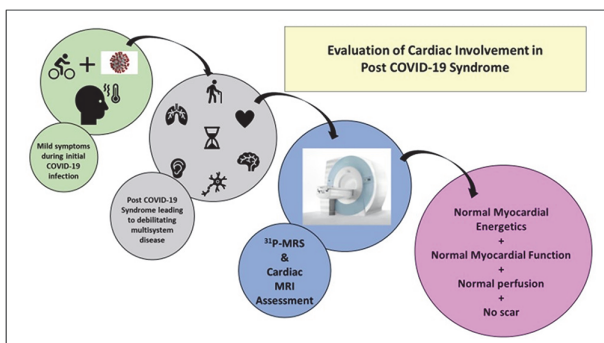 Evaluation of Cardiac Involvement in
Post COVID-19 Syndrome
Mild symptoms
during initial
COVID-19
infection
Post COVID-19
Syndrome leading
to debilitating
multisystem
disease
³¹P-MRS
&
Cardiac
MRI
Assessment
Normal Myocardial
Energetics
+
Normal Myocardial Function
+
Normal perfusion
+
No scar